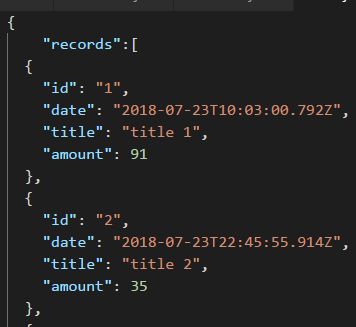 {
"records":[
{
"id": "1",
"date": "2018-07-23T10:03:00.792Z",
"title": "title 1",
"amount": 91
},
{
"id": "2",
"date": "2018-07-23T22:45:55.914Z",
"title": "title 2",
"amount": 35
},
{